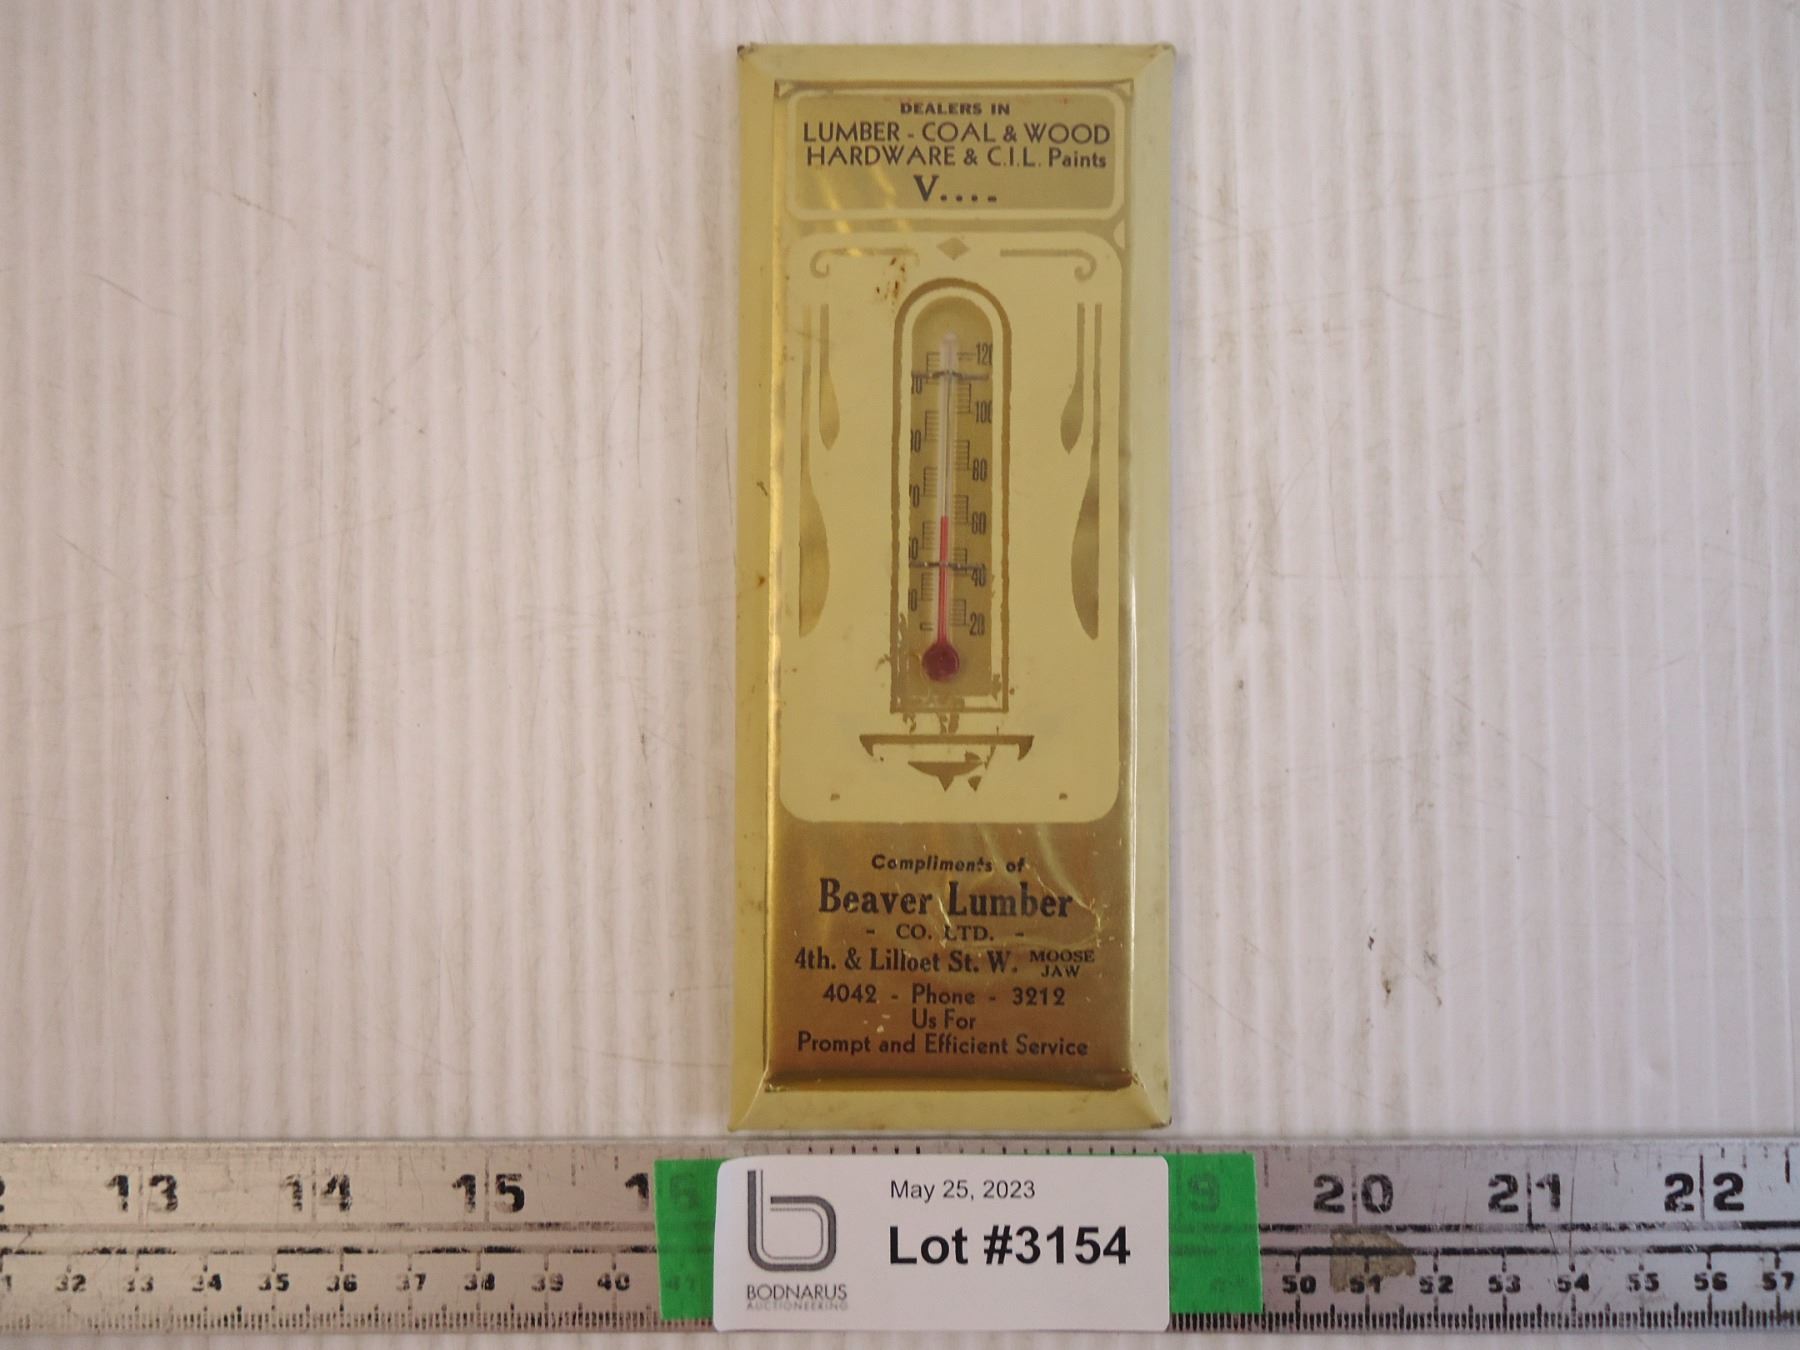 DEALERS IN
LUMBER - COAL & WOOD
HARDWARE & C.I.L. Paints
V....-
120
100
80
60
40
20
0
Compliments of
Beaver Lumber
- CO. LTD. -
4th. & Lilloet St. W. MOOSE JAW
4042 - Phone - 3212
Us For
Prompt and Efficient Service
13 14 15 20 21 22
32 33 34 35 36 37 38 39 40 50 51 52 53 54 55 56 57
May 25, 2023
Lot #3154
BODNARUS
AUCTIONEERING